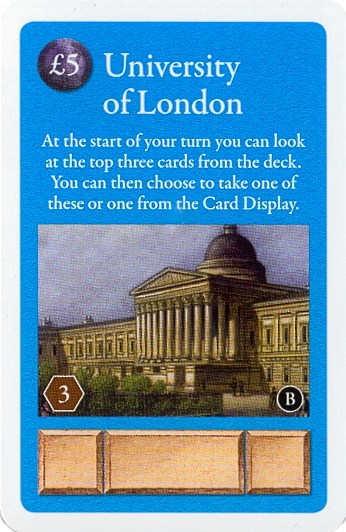 £5
University
of London
At the start of your turn you can look
at the top three cards from the deck.
You can then choose to take one of
these or one from the Card Display.
3
B